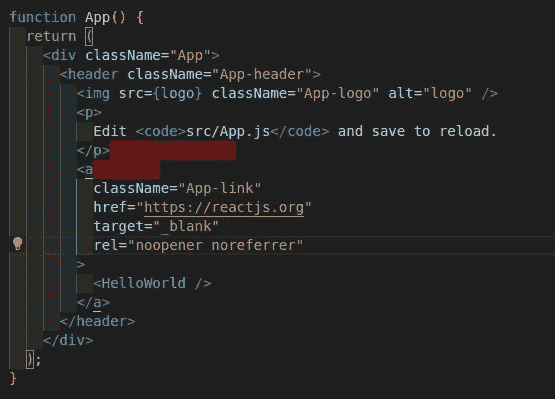 function App() {
return (
<div className="App">
<header className="App-header">
<img src={logo} className="App-logo" alt="logo" />
<p>
Edit <code>src/App.js</code> and save to reload.
</p>
<a
className="App-link"
href="https://reactjs.org"
target="_blank"
rel="noopener noreferrer"
>
<HelloWorld />
</a>
</header>
</div>
);
}